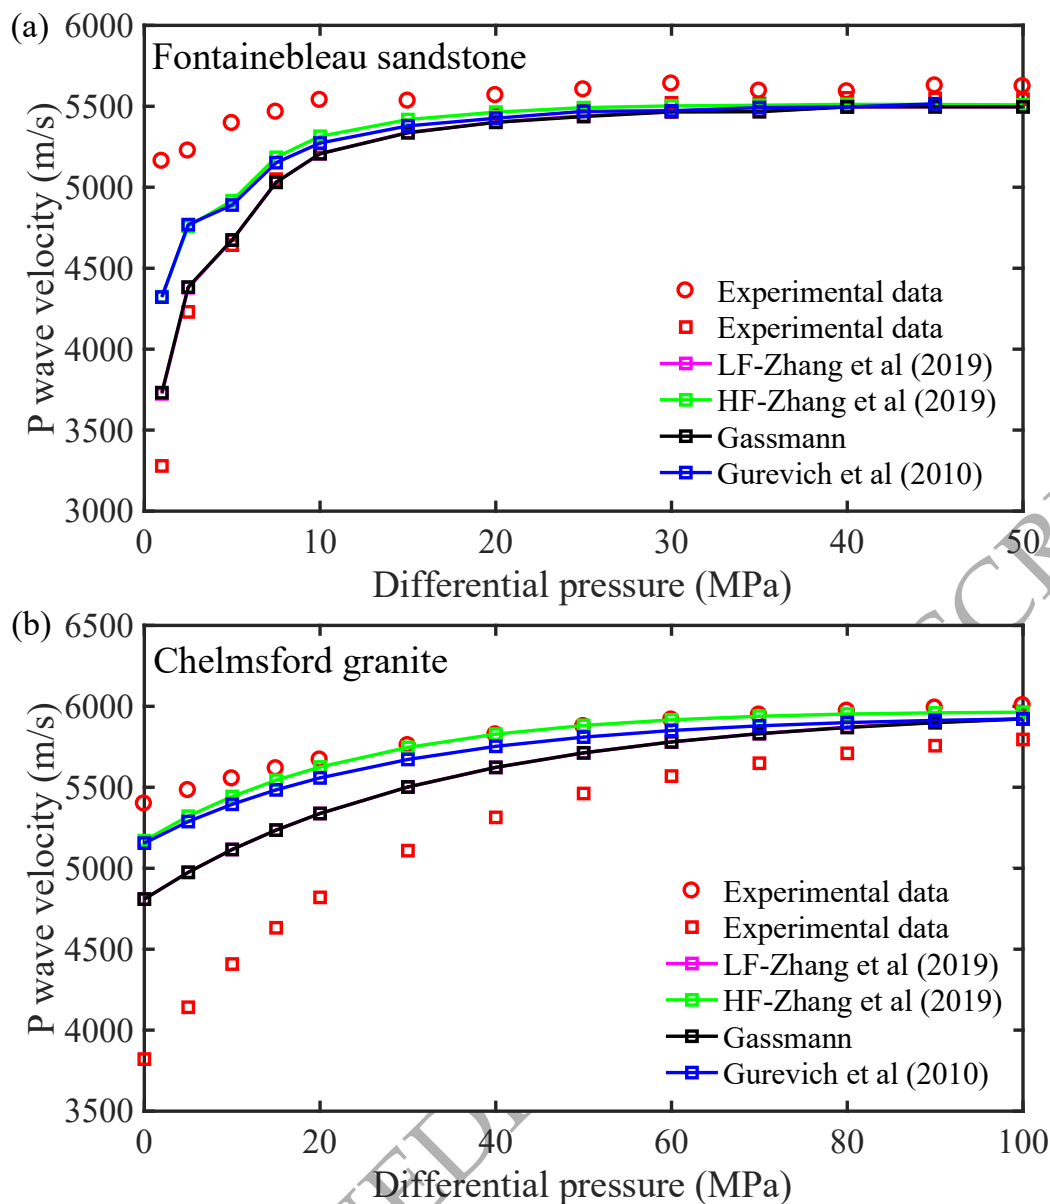 (a)
6000
Fontainebleau sandstone
5500
5000
4500
4000
3500
3000
P wave velocity (m/s)
Experimental data
Experimental data
LF-Zhang et al (2019)
HF-Zhang et al (2019)
Gassmann
Gurevich et al (2010)
0 10 20 30 40 50
Differential pressure (MPa)
(b)
6500
Chelmsford granite
6000
5500
5000
4500
4000
3500
P wave velocity (m/s)
Experimental data
Experimental data
LF-Zhang et al (2019)
HF-Zhang et al (2019)
Gassmann
Gurevich et al (2010)
0 20 40 60 80 100
Differential pressure (MPa)